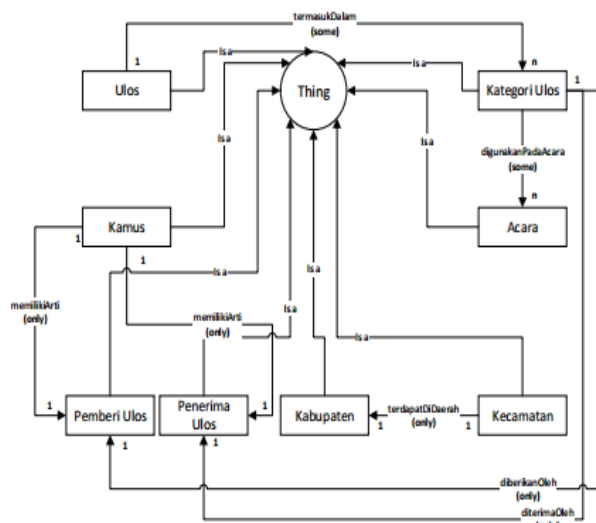 termasukDalam
(some)
1
Isa
n
Isa
1
Ulos
Thing
Kategori Ulos
Isa
digunakanPadaAcara
(some)
Isa
n
Kamus
Acara
1
1
Isa
Isa
memilikiArti
(only)
memilikiArti
(only)
Isa
Isa
1
1
Pemberi Ulos
Penerima
Ulos
Kabupaten
terdapatDiDaerah
(only)
1
1
Kecamatan
1
1
diberikanOleh
(only)
diterimaOleh